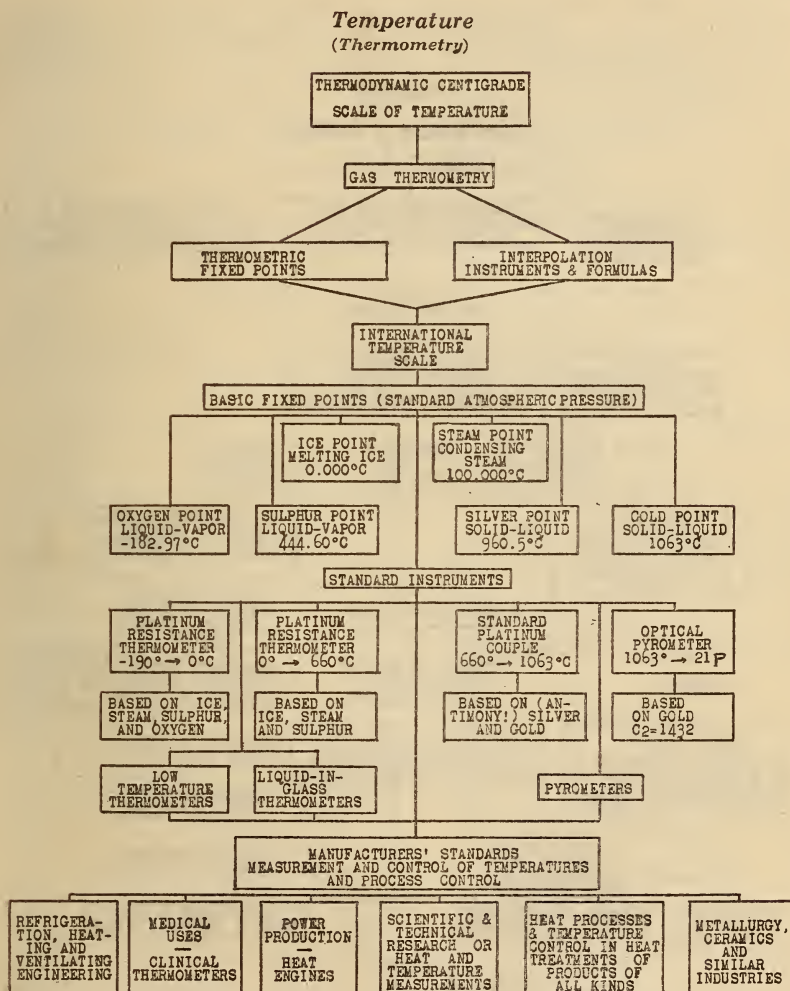 Temperature
(Thermometry)
THERMODYNAMIC CENTIGRADE
SCALE OF TEMPERATURE
GAS THERMOMETRY
THERMOMETRIC
FIXED POINTS
INTERPOLATION
INSTRUMENTS & FORMULAS
INTERNATIONAL
TEMPERATURE
SCALE
BASIC FIXED POINTS (STANDARD ATMOSPHERIC PRESSURE)
ICE POINT
MELTING ICE
0.000°C
STEAM POINT
CONDENSING
STEAM
100.000°C
OXYGEN POINT
LIQUID-VAPOR
-182.97°C
SULPHUR POINT
LIQUID-VAPOR
444.60°C
SILVER POINT
SOLID-LIQUID
960.5°C
GOLD POINT
SOLID-LIQUID
1063°C
STANDARD INSTRUMENTS
PLATINUM
RESISTANCE
THERMOMETER
-190° → 0°C
PLATINUM
RESISTANCE
THERMOMETER
0° → 660°C
STANDARD
PLATINUM
COUPLE
660° → 1063°C
OPTICAL
PYROMETER
1063° →
BASED ON ICE,
STEAM, SULPHUR,
AND OXYGEN
BASED ON
ICE, STEAM
AND SULPHUR
BASED ON (AN-
TIMONY!) SILVER
AND GOLD
BASED
ON GOLD
C2=1432
LOW
TEMPERATURE
THERMOMETERS
LIQUID-IN-
GLASS
THERMOMETERS
PYROMETERS
MANUFACTURERS' STANDARDS
MEASUREMENT AND CONTROL OF TEMPERATURES
AND PROCESS CONTROL
REFRIGERA-
TION, HEAT-
ING AND
VENTILATING
ENGINEERING
MEDICAL
USES
—
CLINICAL
THERMOMETERS
POWER
PRODUCTION
—
HEAT
ENGINES
SCIENTIFIC &
TECHNICAL
RESEARCH OR
HEAT AND
TEMPERATURE
MEASUREMENTS
HEAT PROCESSES
& TEMPERATURE
CONTROL IN HEAT
TREATMENTS OF
PRODUCTS OF
ALL KINDS
METALLURGY,
CERAMICS
AND
SIMILAR
INDUSTRIES